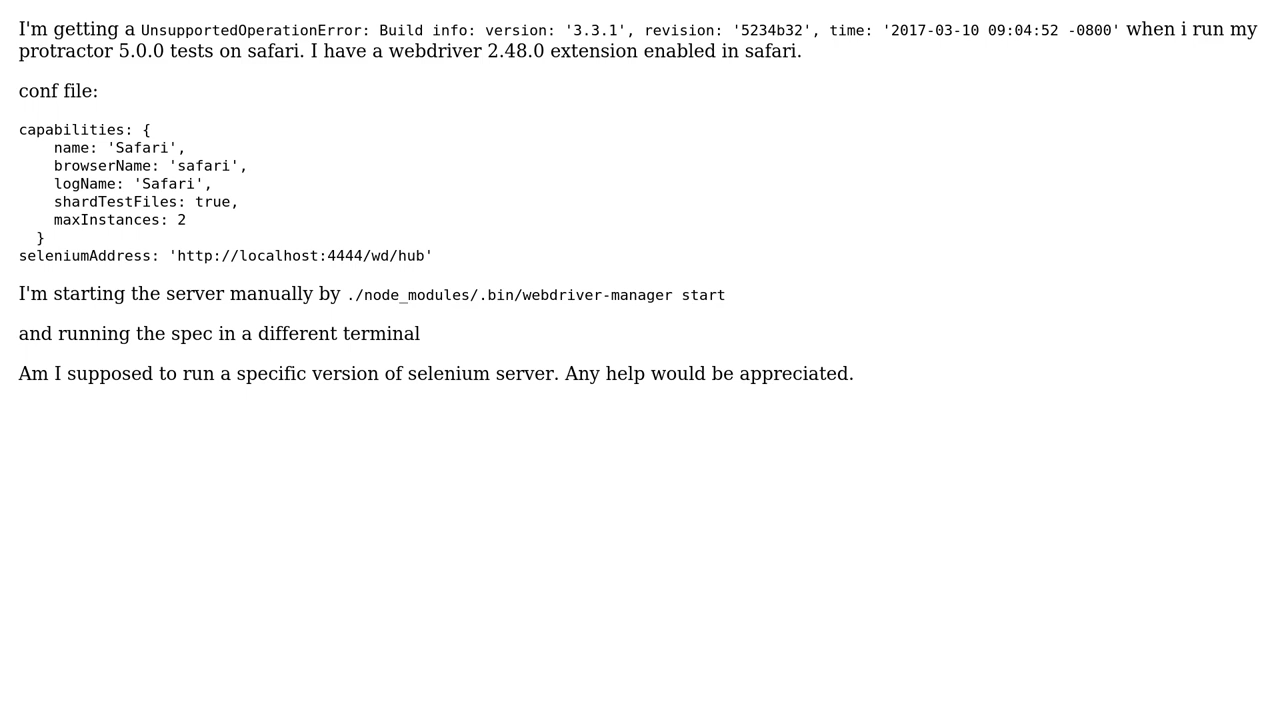 I'm getting a UnsupportedOperationError: Build info: version: '3.3.1', revision: '5234b32', time: '2017-03-10 09:04:52 -0800' when i run my
protractor 5.0.0 tests on safari. I have a webdriver 2.48.0 extension enabled in safari.
conf file:
capabilities: {
    name: 'Safari',
    browserName: 'safari',
    logName: 'Safari',
    shardTestFiles: true,
    maxInstances: 2
  }
seleniumAddress: 'http://localhost:4444/wd/hub'
I'm starting the server manually by ./node_modules/.bin/webdriver-manager start
and running the spec in a different terminal
Am I supposed to run a specific version of selenium server. Any help would be appreciated.